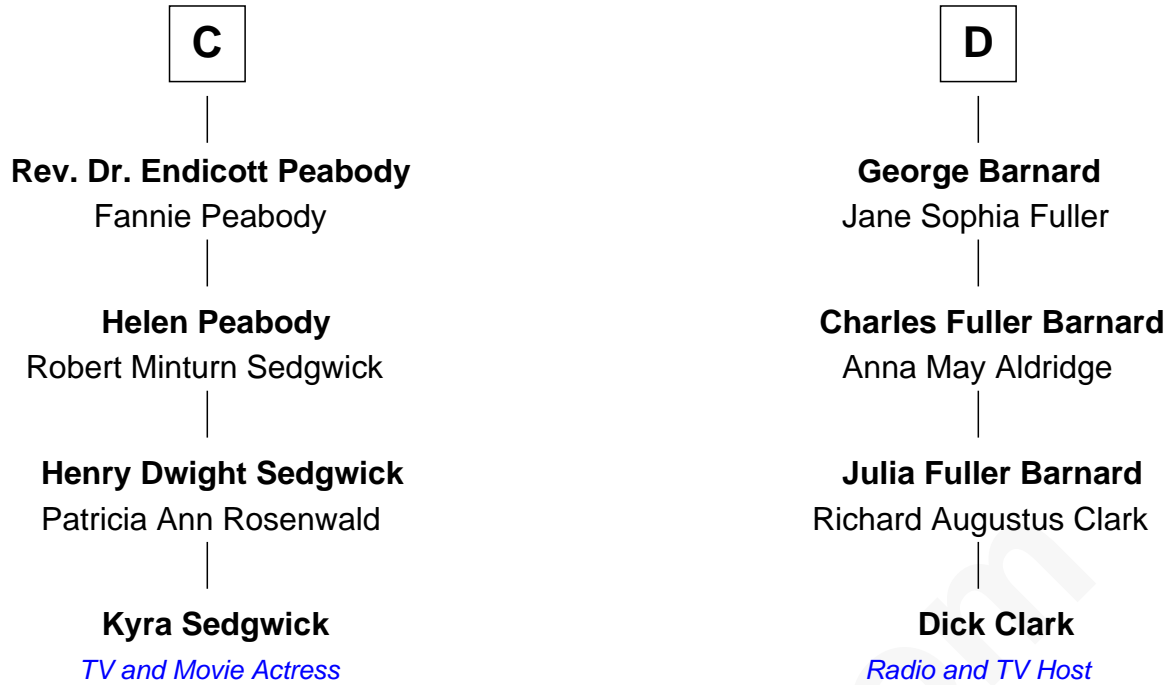 C
Rev. Dr. Endicott Peabody
Fannie Peabody
Helen Peabody
Robert Minturn Sedgwick
Henry Dwight Sedgwick
Patricia Ann Rosenwald
Kyra Sedgwick
TV and Movie Actress
D
George Barnard
Jane Sophia Fuller
Charles Fuller Barnard
Anna May Aldridge
Julia Fuller Barnard
Richard Augustus Clark
Dick Clark
Radio and TV Host